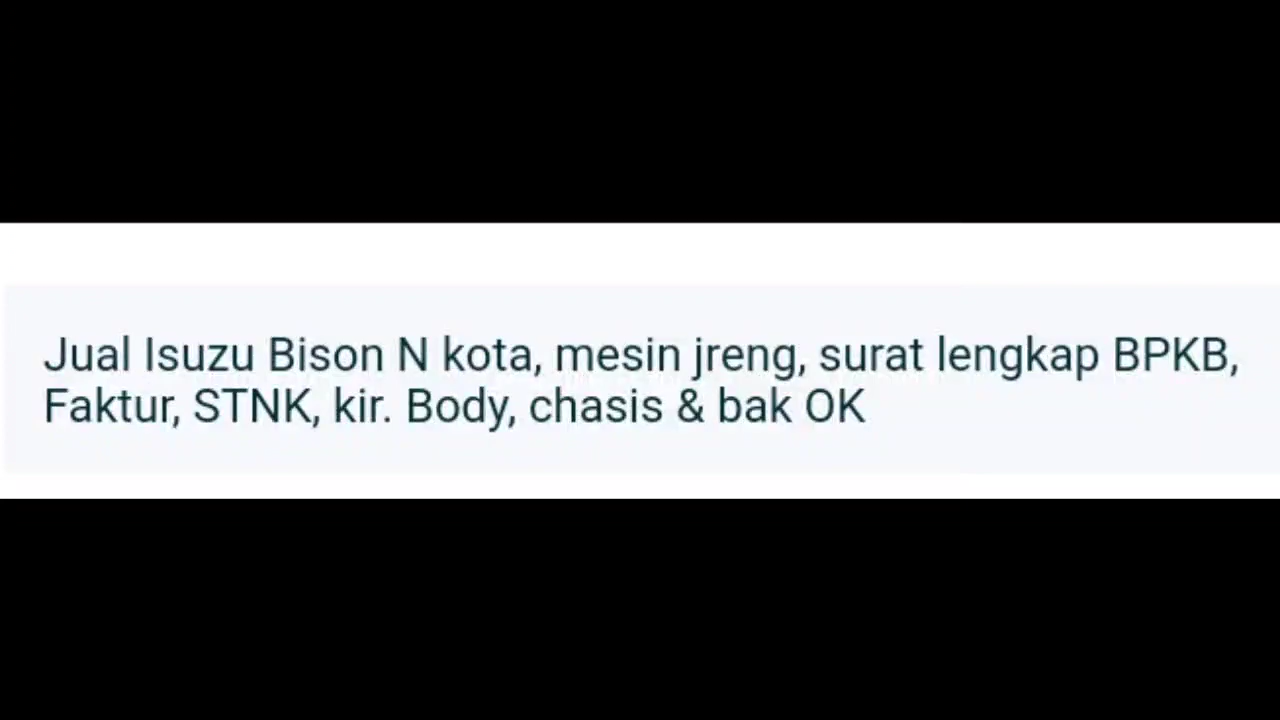 Jual Isuzu Bison N kota, mesin jreng, surat lengkap BPKB,
Faktur, STNK, kir. Body, chasis & bak OK